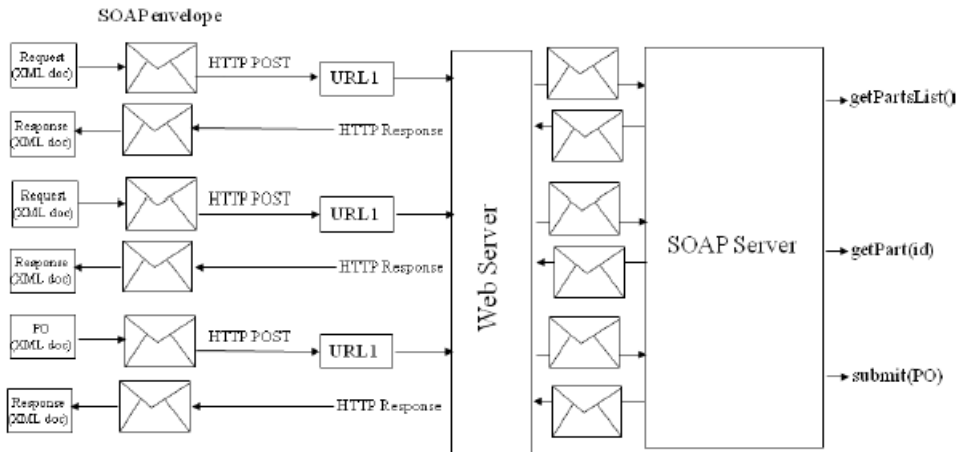 SOAP envelope
Request
(XML doc)
HTTP POST
URL1
Response
(XML doc)
HTTP Response
Request
(XML doc)
HTTP POST
URL1
Response
(XML doc)
HTTP Response
PO
(XML doc)
HTTP POST
URL1
Response
(XML doc)
HTTP Response
Web Server
SOAP Server
getPartsList()
getPart(id)
submit(PO)